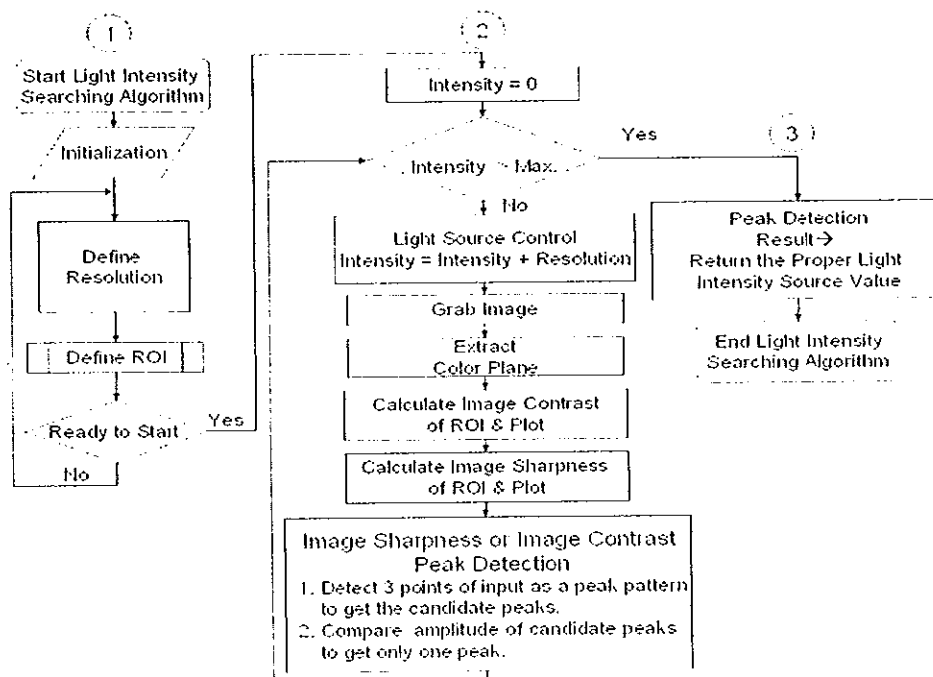 1
Start Light Intensity
Searching Algorithm
Initialization
Define
Resolution
Define ROI
Ready to Start
Yes
No
2
Intensity = 0
Intensity ~ Max.
Yes
No
Light Source Control
Intensity = Intensity + Resolution
Grab Image
Extract
Color Plane
Calculate Image Contrast
of ROI & Plot
Calculate Image Sharpness
of ROI & Plot
Image Sharpness or Image Contrast
Peak Detection
1. Detect 3 points of input as a peak pattern
to get the candidate peaks.
2. Compare amplitude of candidate peaks
to get only one peak.
3
Peak Detection
Result→
Return the Proper Light
Intensity Source Value
End Light Intensity
Searching Algorithm